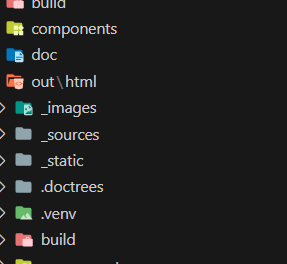 build
components
doc
out\html
_images
_sources
_static
.doctrees
.venv
build